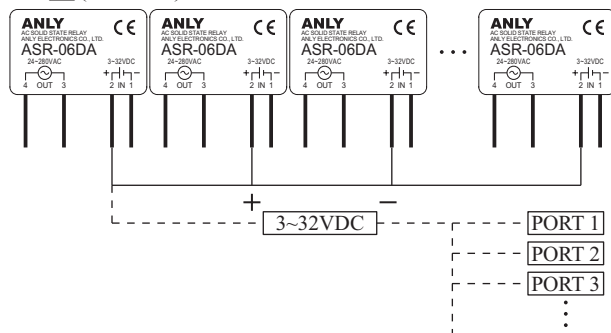 ANLY
AC SOLID STATE RELAY
ANLY ELECTRONICS CO., LTD.
ASR-06DA
24~280VAC 3~32VDC
+ -
4 OUT 3 2 IN 1
ANLY
AC SOLID STATE RELAY
ANLY ELECTRONICS CO., LTD.
ASR-06DA
24~280VAC 3~32VDC
+ -
4 OUT 3 2 IN 1
ANLY
AC SOLID STATE RELAY
ANLY ELECTRONICS CO., LTD.
ASR-06DA
24~280VAC 3~32VDC
+ -
4 OUT 3 2 IN 1
...
ANLY
AC SOLID STATE RELAY
ANLY ELECTRONICS CO., LTD.
ASR-06DA
24~280VAC 3~32VDC
+ -
4 OUT 3 2 IN 1
+ −
3~32VDC
PORT 1
PORT 2
PORT 3